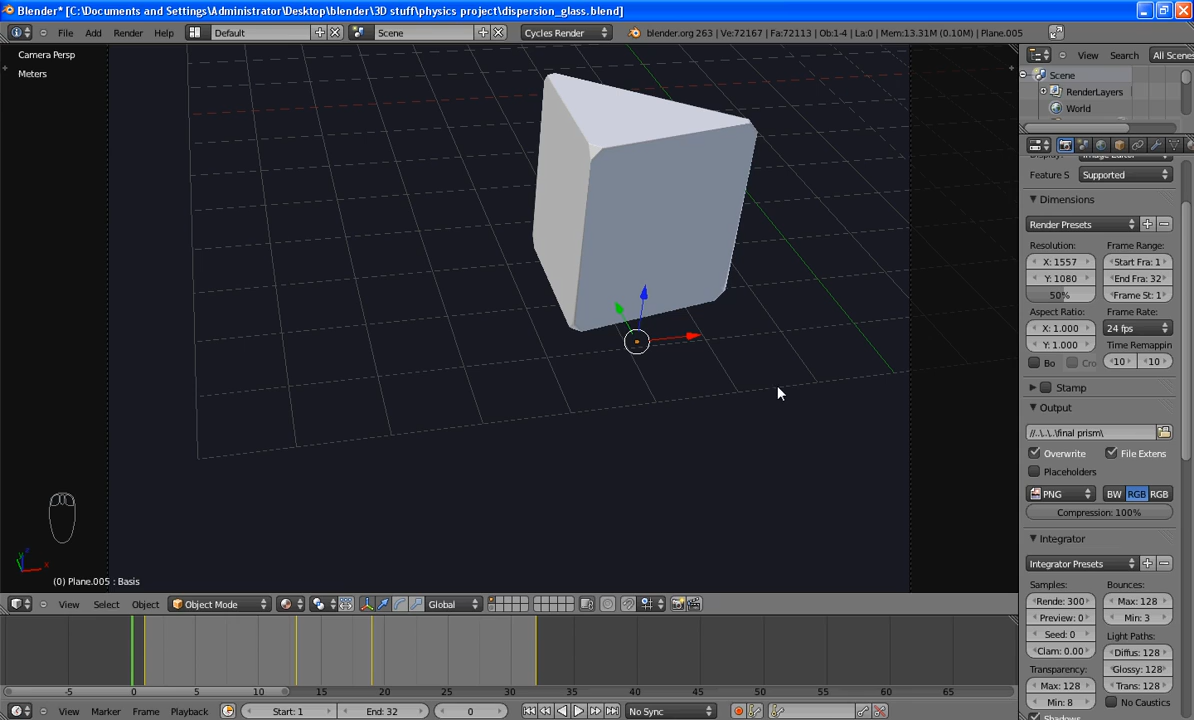 Blender* [C:\Documents and Settings\Administrator\Desktop\blender\3D stuff\physics project\dispersion_glass.blend]
File Add Render Help Default Scene Cycles Render blender.org 263 | Ve:72167 | Fa:72113 | Ob:1-4 | La:0 | Mem:13.31M (0.10M) | Plane.005
Camera Persp
Meters
(0) Plane.005 : Basis
View Select Object Object Mode Global
-5 0 5 10 15 20 25 30 35 40 45 50 55 60 65
View Marker Frame Playback Start: 1 End: 32 0 No Sync
View Search All Scenes
Scene
RenderLayers
World
Feature S Supported
Dimensions
Render Presets
Resolution: Frame Range:
X: 1557 Start Fra: 1
Y: 1080 End Fra: 32
50% Frame St: 1
Aspect Ratio: Frame Rate:
X: 1.000 24 fps
Y: 1.000 Time Remappin
Bo Cro 10 10
Stamp
Output
//..\..\..\final prism\
Overwrite File Extens
Placeholders
PNG BW RGB RGB
Compression: 100%
Integrator
Integrator Presets
Samples: Bounces:
Rende: 300 Max: 128
Preview: 0 Min: 3
Seed: 0 Light Paths:
Clam: 0.00 Diffus: 128
Transparency: Glossy: 128
Max: 128 Trans: 128
Min: 8 No Caustics
Shadows